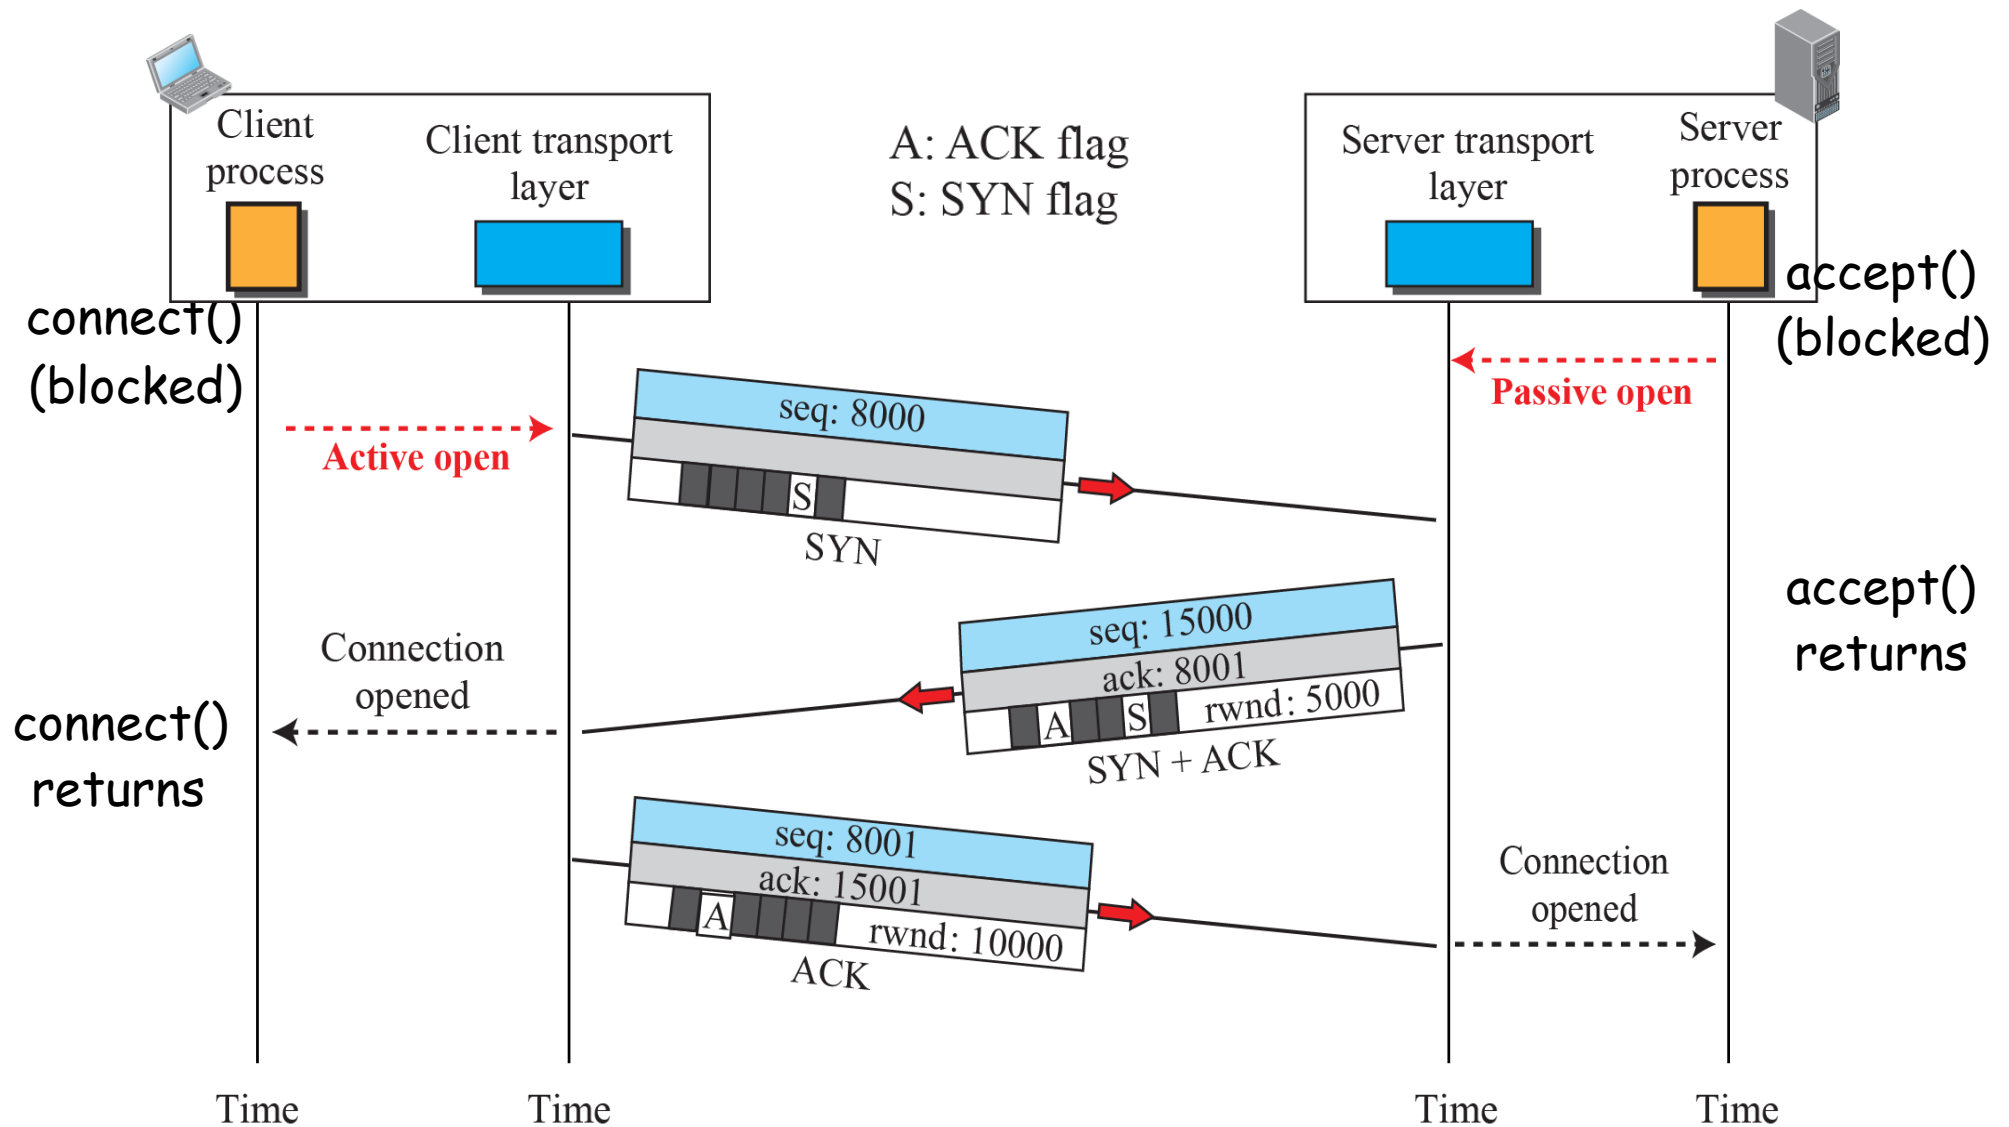 Client
process
Client transport
layer
A: ACK flag
S: SYN flag
Server transport
layer
Server
process
connect()
(blocked)
accept()
(blocked)
Passive open
Active open
seq: 8000
S
SYN
seq: 15000
ack: 8001
A
S
rwnd: 5000
SYN + ACK
accept()
returns
Connection
opened
connect()
returns
seq: 8001
ack: 15001
A
rwnd: 10000
ACK
Connection
opened
Time
Time
Time
Time